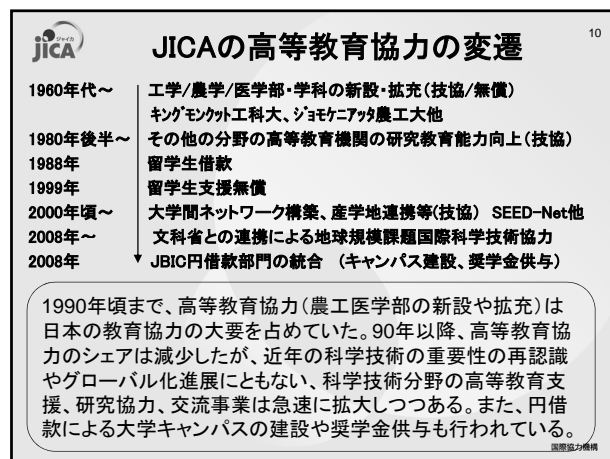 ジャイカ
jICA
JICAの高等教育協力の変遷
10
1960年代～ 工学/農学/医学部・学科の新設・拡充（技協/無償）
キングモンクット工科大、ジョモケニアッタ農工大他
1980年後半～ その他の分野の高等教育機関の研究教育能力向上（技協）
1988年 留学生借款
1999年 留学生支援無償
2000年頃～ 大学間ネットワーク構築、産学地連携等(技協) SEED-Net他
2008年～ 文科省との連携による地球規模課題国際科学技術協力
2008年 JBIC円借款部門の統合 （キャンパス建設、奨学金供与）
1990年頃まで、高等教育協力（農工医学部の新設や拡充）は
日本の教育協力の大要を占めていた。90年以降、高等教育協
力のシェアは減少したが、近年の科学技術の重要性の再認識
やグローバル化進展にともない、科学技術分野の高等教育支
援、研究協力、交流事業は急速に拡大しつつある。また、円借
款による大学キャンパスの建設や奨学金供与も行われている。
国際協力機構